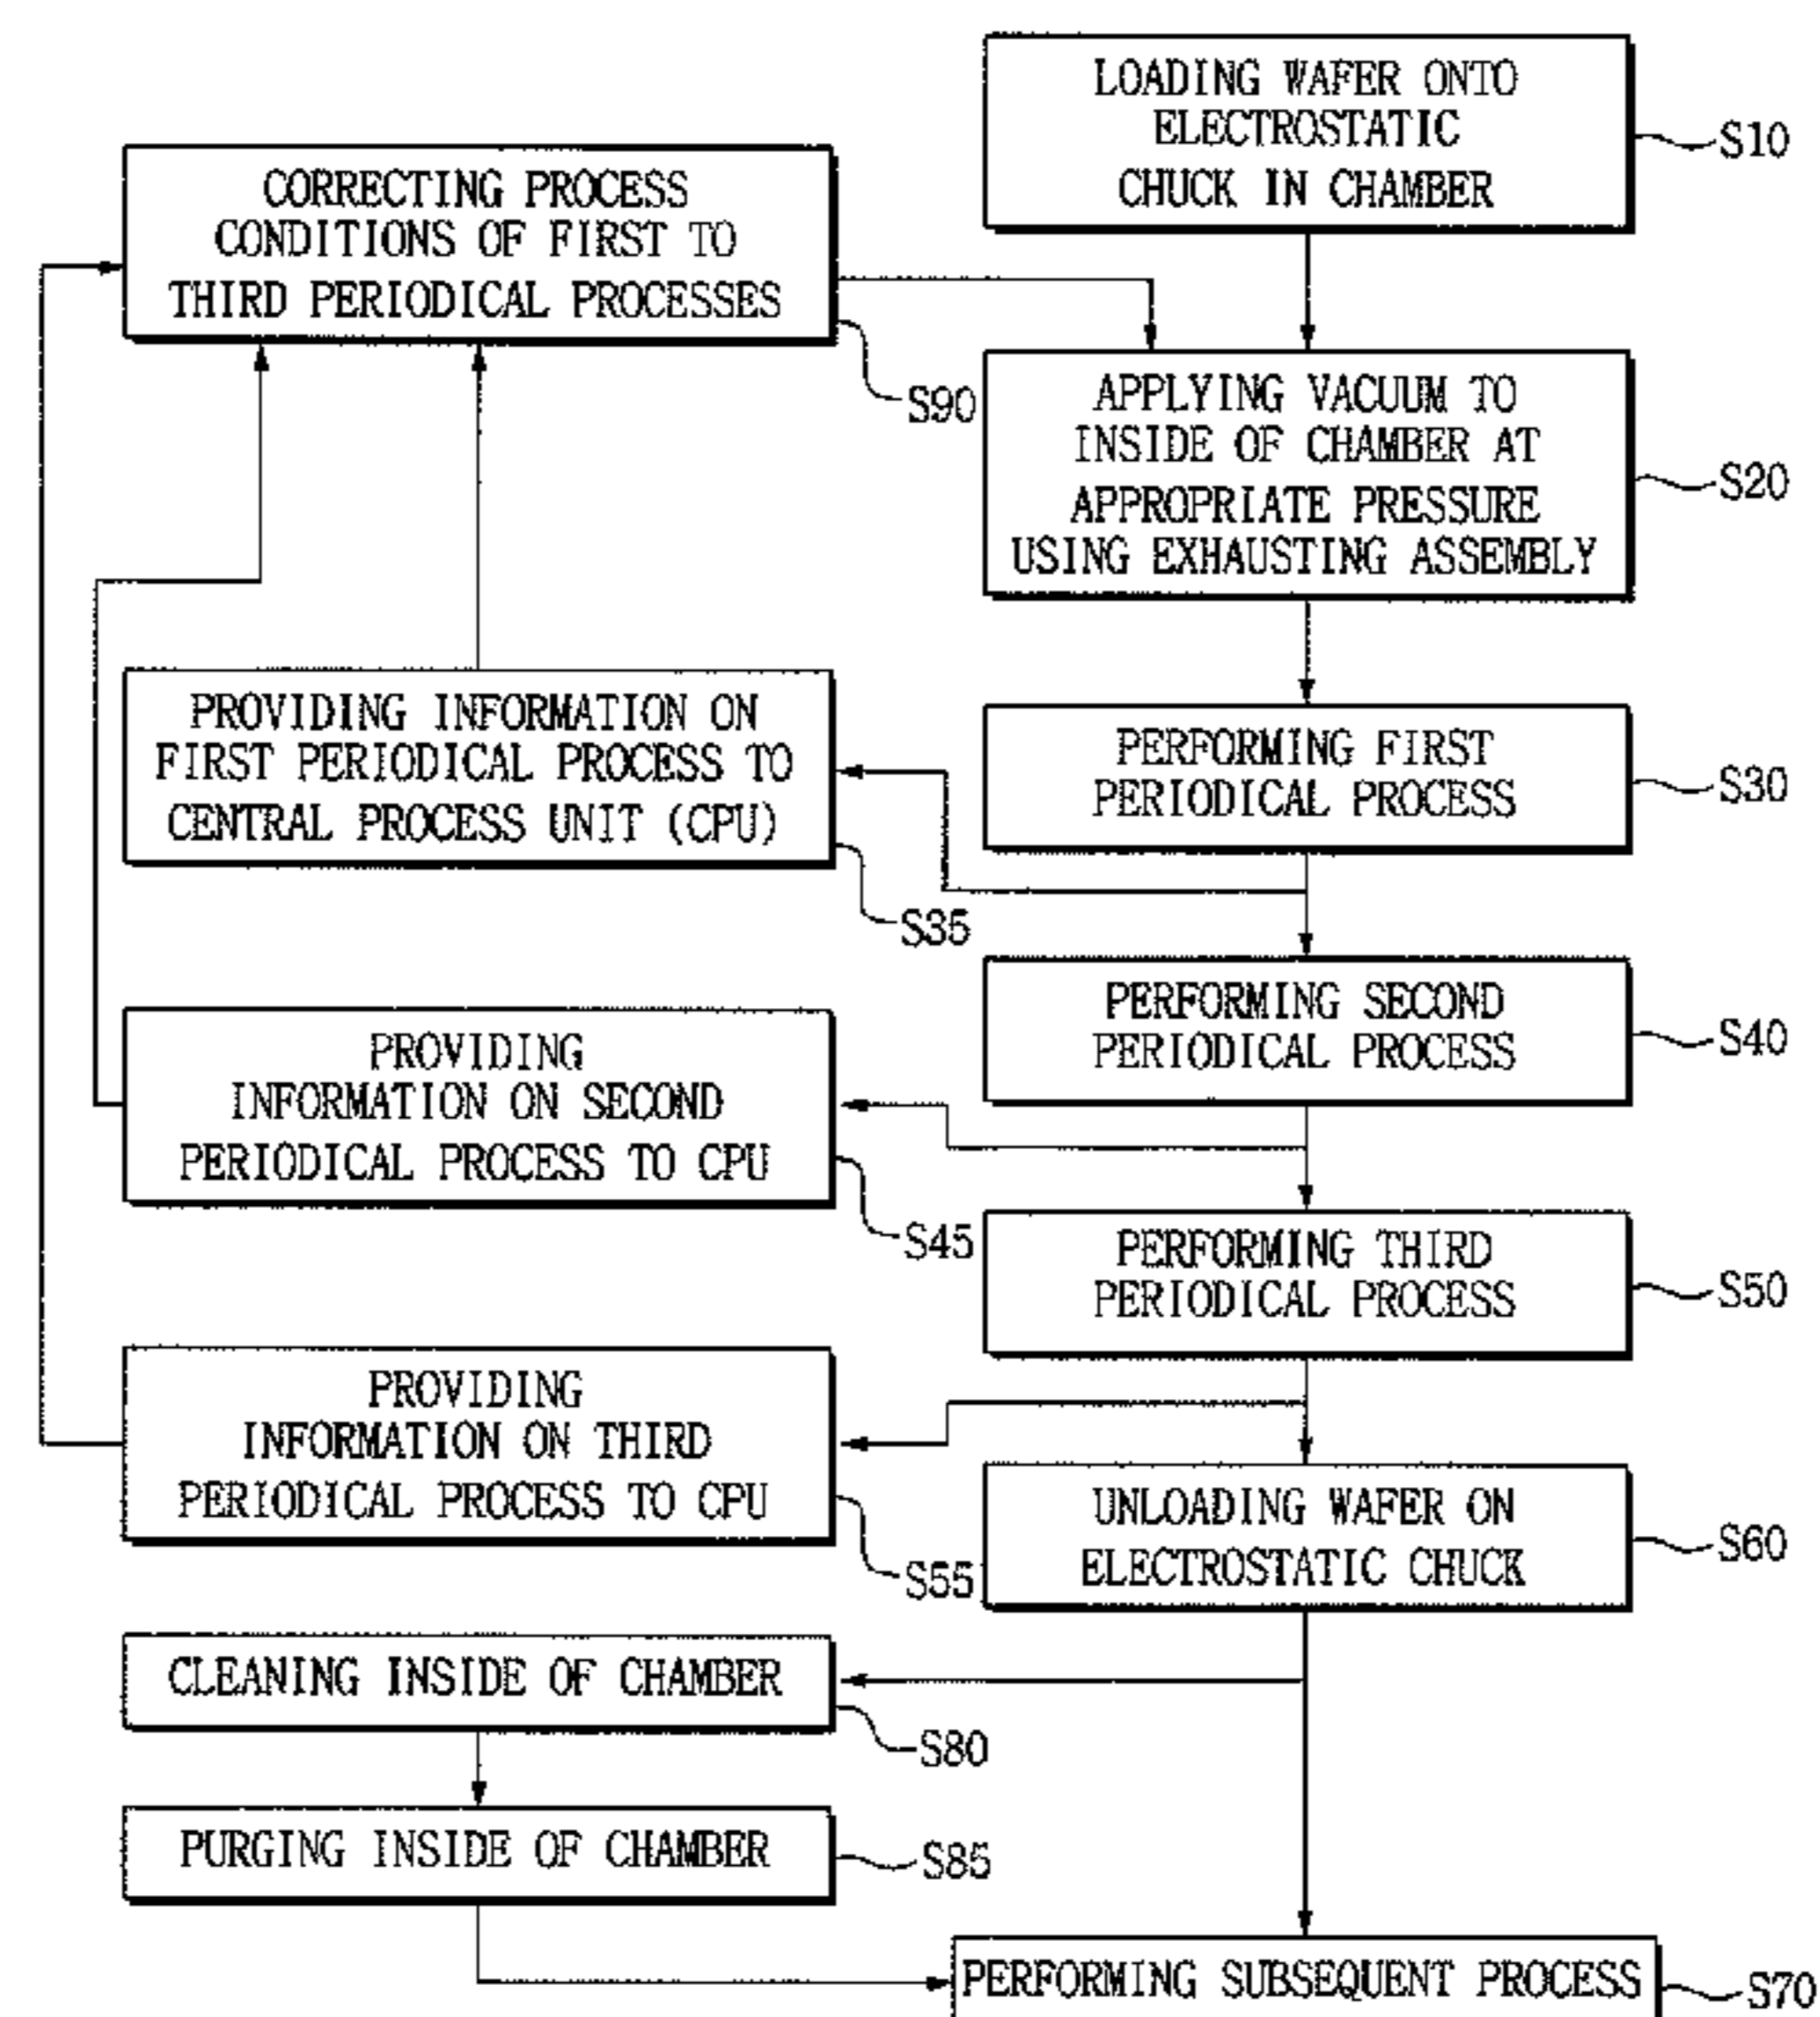 LOADING WAFER ONTO
ELECTROSTATIC
CHUCK IN CHAMBER
S10
CORRECTING PROCESS
CONDITIONS OF FIRST TO
THIRD PERIODICAL PROCESSES
S90
APPLYING VACUUM TO
INSIDE OF CHAMBER AT
APPROPRIATE PRESSURE
USING EXHAUSTING ASSEMBLY
S20
PROVIDING INFORMATION ON
FIRST PERIODICAL PROCESS TO
CENTRAL PROCESS UNIT (CPU)
S35
PERFORMING FIRST
PERIODICAL PROCESS
S30
PERFORMING SECOND
PERIODICAL PROCESS
S40
PROVIDING
INFORMATION ON SECOND
PERIODICAL PROCESS TO CPU
S45
PERFORMING THIRD
PERIODICAL PROCESS
S50
PROVIDING
INFORMATION ON THIRD
PERIODICAL PROCESS TO CPU
S55
UNLOADING WAFER ON
ELECTROSTATIC CHUCK
S60
CLEANING INSIDE OF CHAMBER
S80
PURGING INSIDE OF CHAMBER
S85
PERFORMING SUBSEQUENT PROCESS
S70